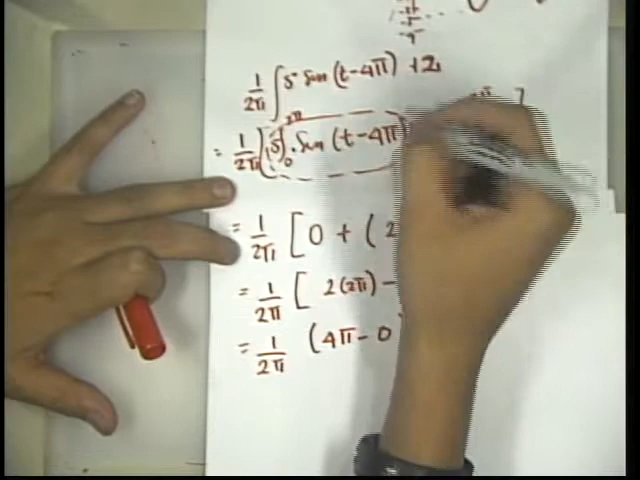 1/2π ∫ 5 sin (t-4π) + 2
= 1/2π [ 5∫₀ sin (t-4π)
= 1/2π [ 0 + ( 2
= 1/2π [ 2(2π) -
= 1/2π (4π - 0